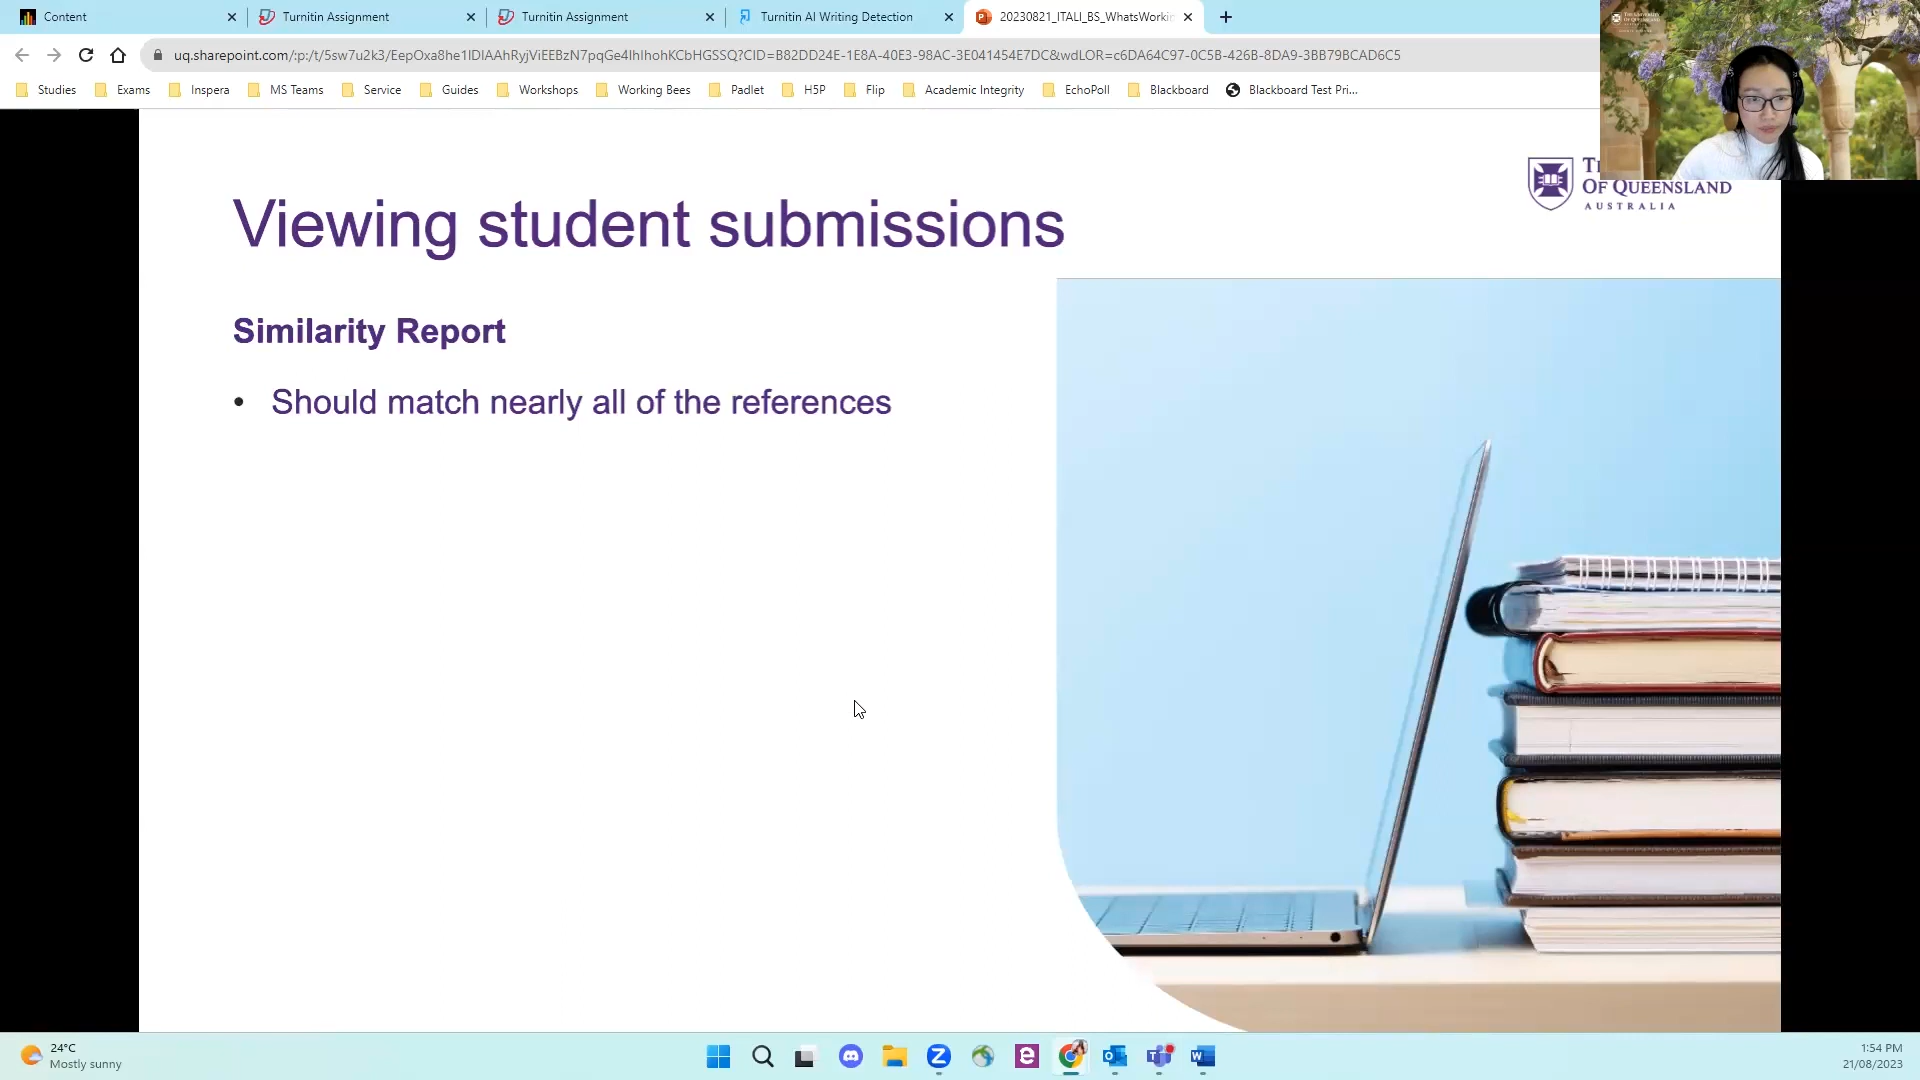 Content
Turnitin Assignment
Turnitin Assignment
Turnitin AI Writing Detection
20230821_ITALI_BS_WhatsWorkin
uq.sharepoint.com/:p:/t/5sw7u2k3/EepOxa8he1lDlAAhRyjViEEBzN7pqGe4lhIhohKCbHGSSQ?CID=B82DD24E-1E8A-40E3-98AC-3E041454E7DC&wdLOR=c6DA64C97-0C5B-426B-8DA9-3BB79BCAD6C5
Studies Exams Inspera MS Teams Service Guides Workshops Working Bees Padlet H5P Flip Academic Integrity EchoPoll Blackboard Blackboard Test Pri...
OF QUEENSLAND
AUSTRALIA
Viewing student submissions
Similarity Report
• Should match nearly all of the references
24°C
Mostly sunny
1:54 PM
21/08/2023